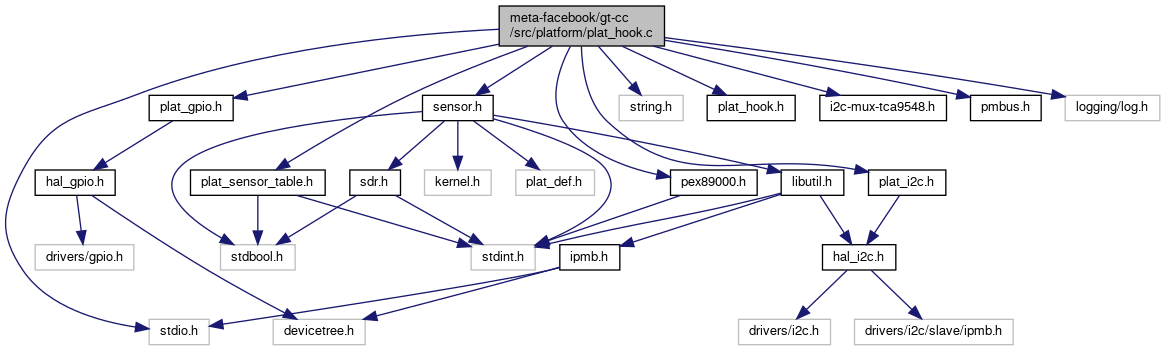 meta-facebook/gt-cc
/src/platform/plat_hook.c
plat_gpio.h
sensor.h
string.h
plat_hook.h
i2c-mux-tca9548.h
pmbus.h
logging/log.h
hal_gpio.h
plat_sensor_table.h
sdr.h
kernel.h
plat_def.h
pex89000.h
libutil.h
plat_i2c.h
drivers/gpio.h
stdbool.h
stdint.h
ipmb.h
hal_i2c.h
stdio.h
devicetree.h
drivers/i2c.h
drivers/i2c/slave/ipmb.h